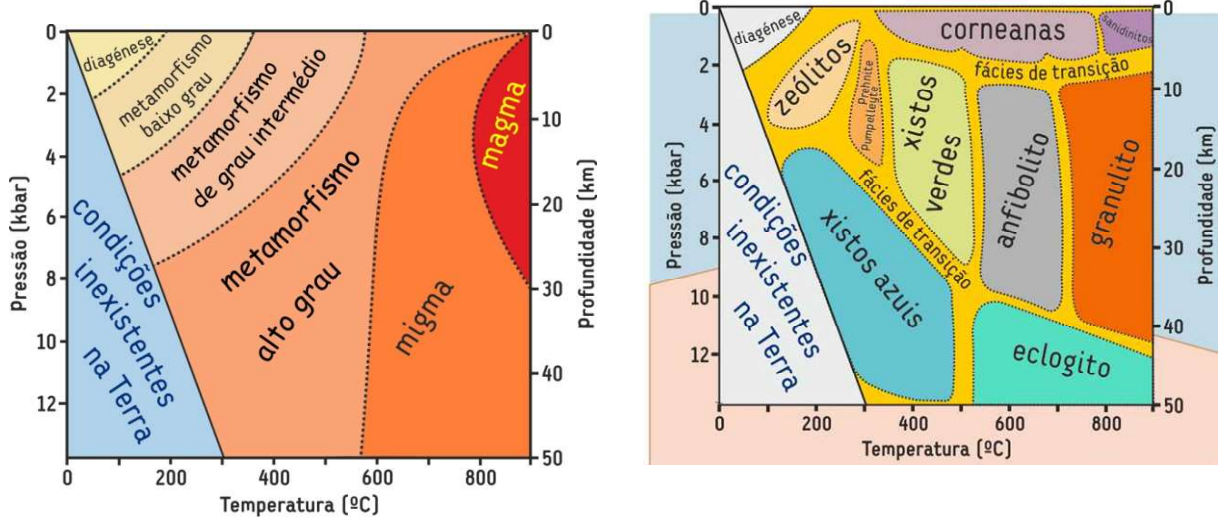 diagénese
metamorfismo
baixo grau
metamorfismo
de grau intermédio
metamorfismo
alto grau
migma
magma
condições
inexistentes
na Terra
Pressão (kbar)
0
2
4
6
8
10
12
Profundidade (km)
0
10
20
30
40
50
0
200
400
600
800
Temperatura (ºC)
diagénese
zeólitos
Prehnite
Pumpelleyte
corneanas
sanidinitos
fácies de transição
xistos
verdes
anfibolito
granulito
fácies de transição
xistos azuis
eclogito
condições
inexistentes
na Terra
Pressão (kbar)
0
2
4
6
8
10
12
Profundidade (km)
0
10
20
30
40
50
0
200
400
600
800
Temperatura (ºC)